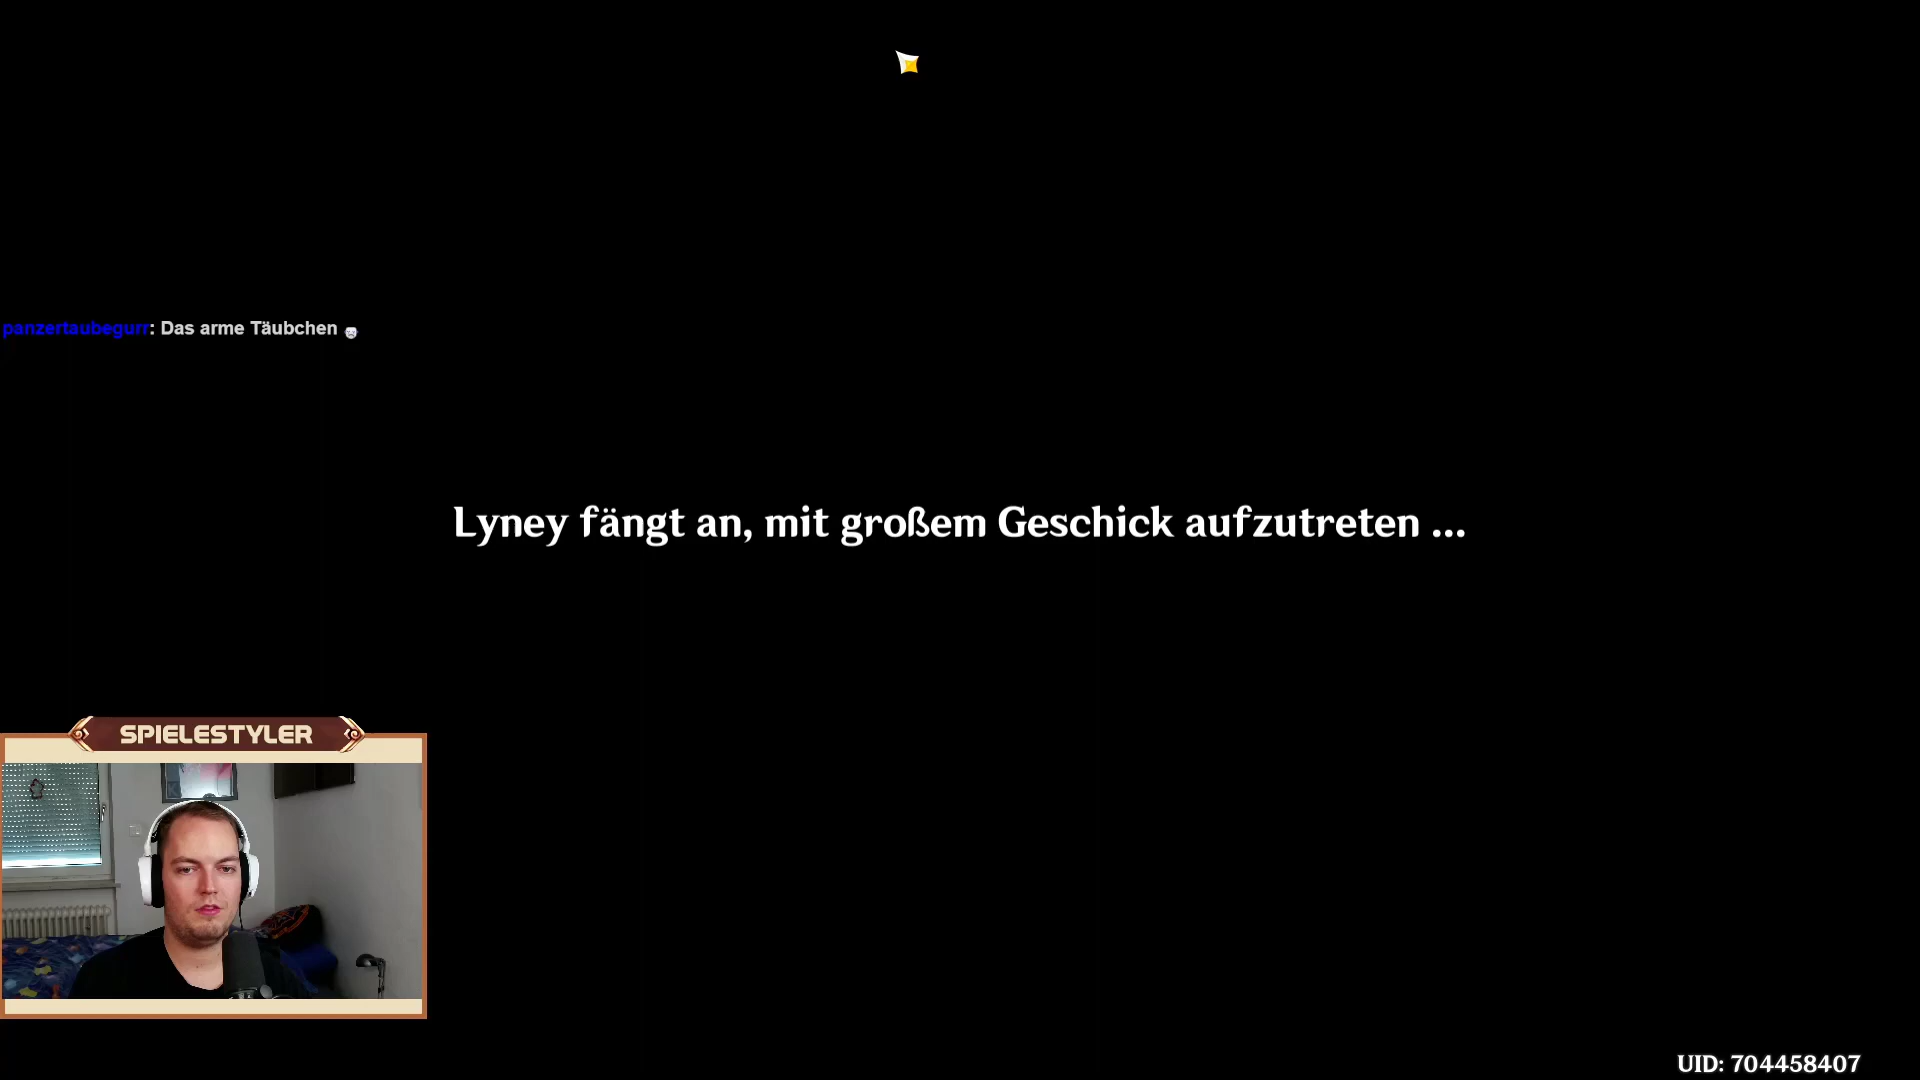 panzertaubegurr: Das arme Täubchen
Lyney fängt an, mit großem Geschick aufzutreten ...
SPIELESTYLER
UID: 704458407